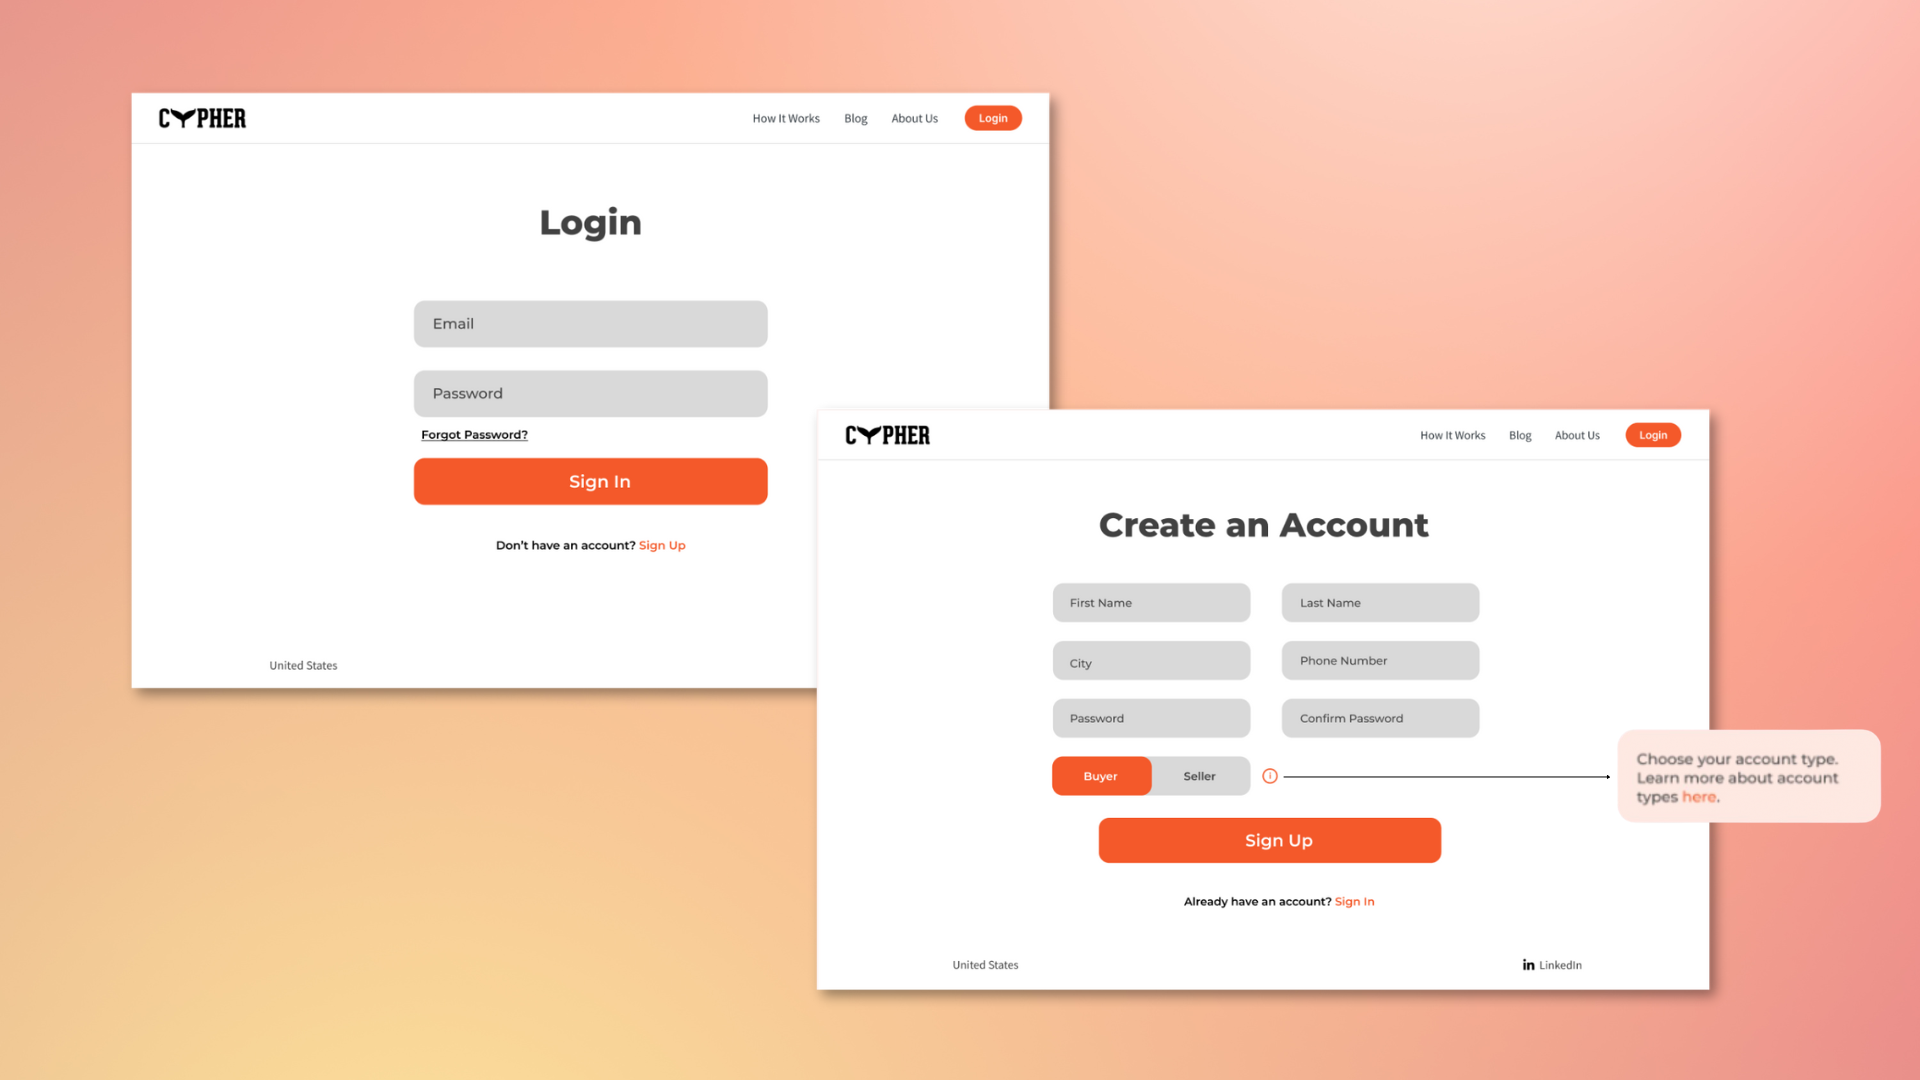 CYPHER
How It Works Blog About Us Login
Login
Email
Password
Forgot Password?
Sign In
Don't have an account? Sign Up
United States
CYPHER
How It Works Blog About Us Login
Create an Account
First Name Last Name
City Phone Number
Password Confirm Password
Buyer Seller i
Choose your account type.
Learn more about account
types here.
Sign Up
Already have an account? Sign In
United States in LinkedIn